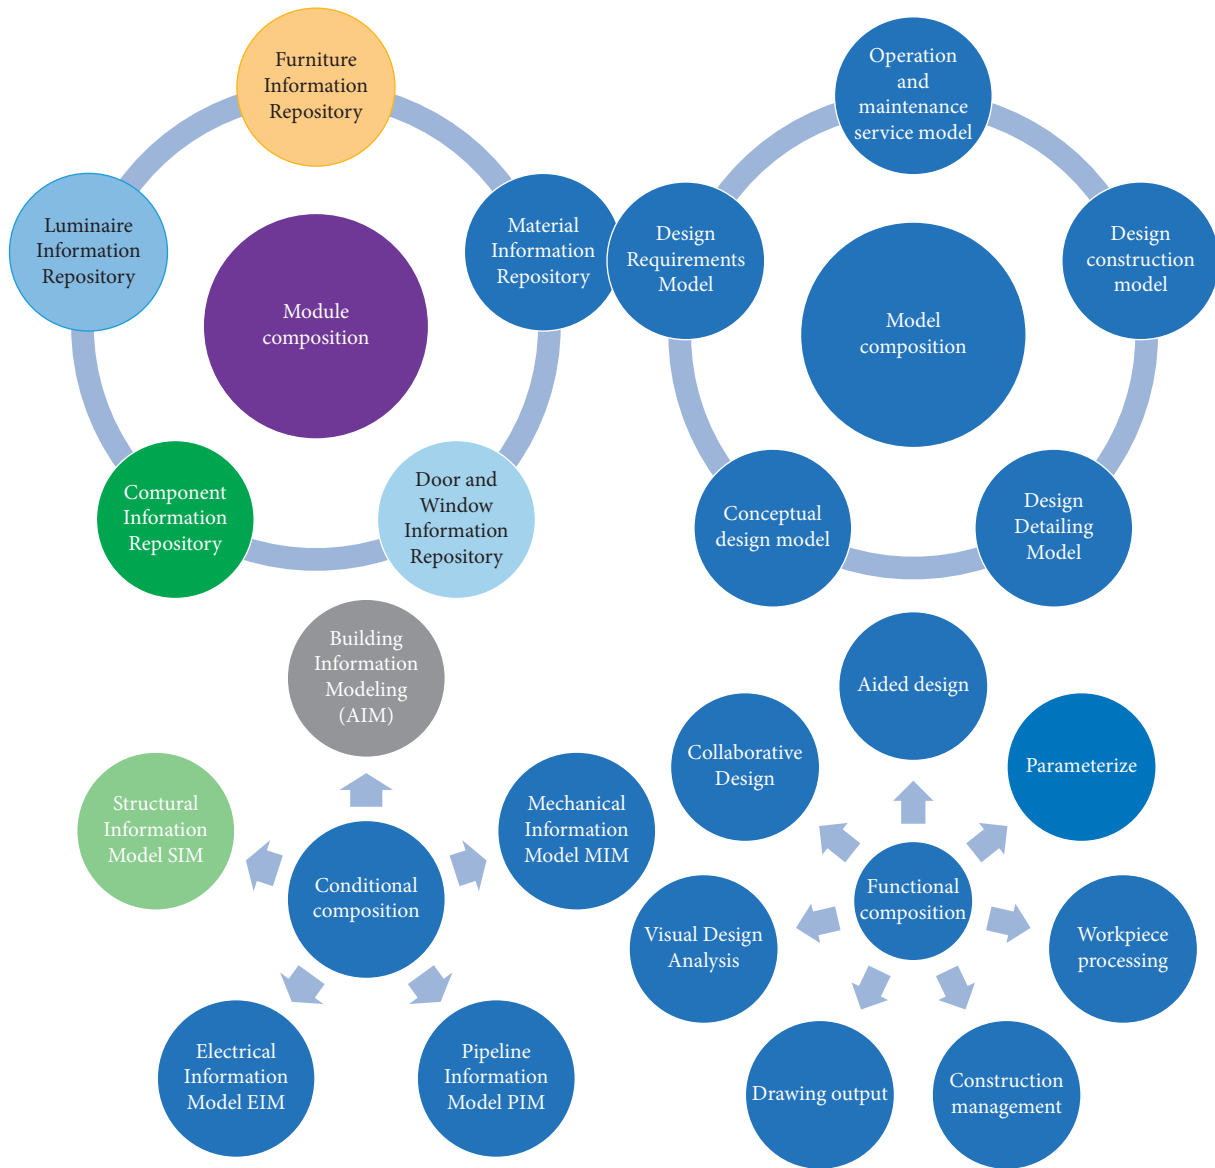 Furniture
Information
Repository
Luminaire
Information
Repository
Material
Information
Repository
Module
composition
Component
Information
Repository
Door and
Window
Information
Repository
Operation
and
maintenance
service model
Design
Requirements
Model
Design
construction
model
Model
composition
Conceptual
design model
Design
Detailing
Model
Building
Information
Modeling
(AIM)
Structural
Information
Model SIM
Mechanical
Information
Model MIM
Conditional
composition
Electrical
Information
Model EIM
Pipeline
Information
Model PIM
Aided design
Collaborative
Design
Parameterize
Functional
composition
Visual Design
Analysis
Workpiece
processing
Drawing output
Construction
management